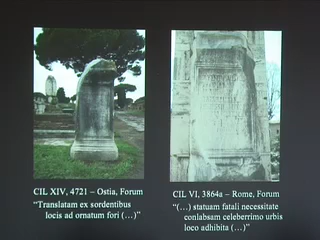 CIL XIV, 4721 – Ostia, Forum
“Translatam ex sordentibus
locis ad ornatum fori (…)”
CIL VI, 3864a – Rome, Forum
“(…) statuam fatali necessitate
conlabsam celeberrimo urbis
loco adhibita (…)”